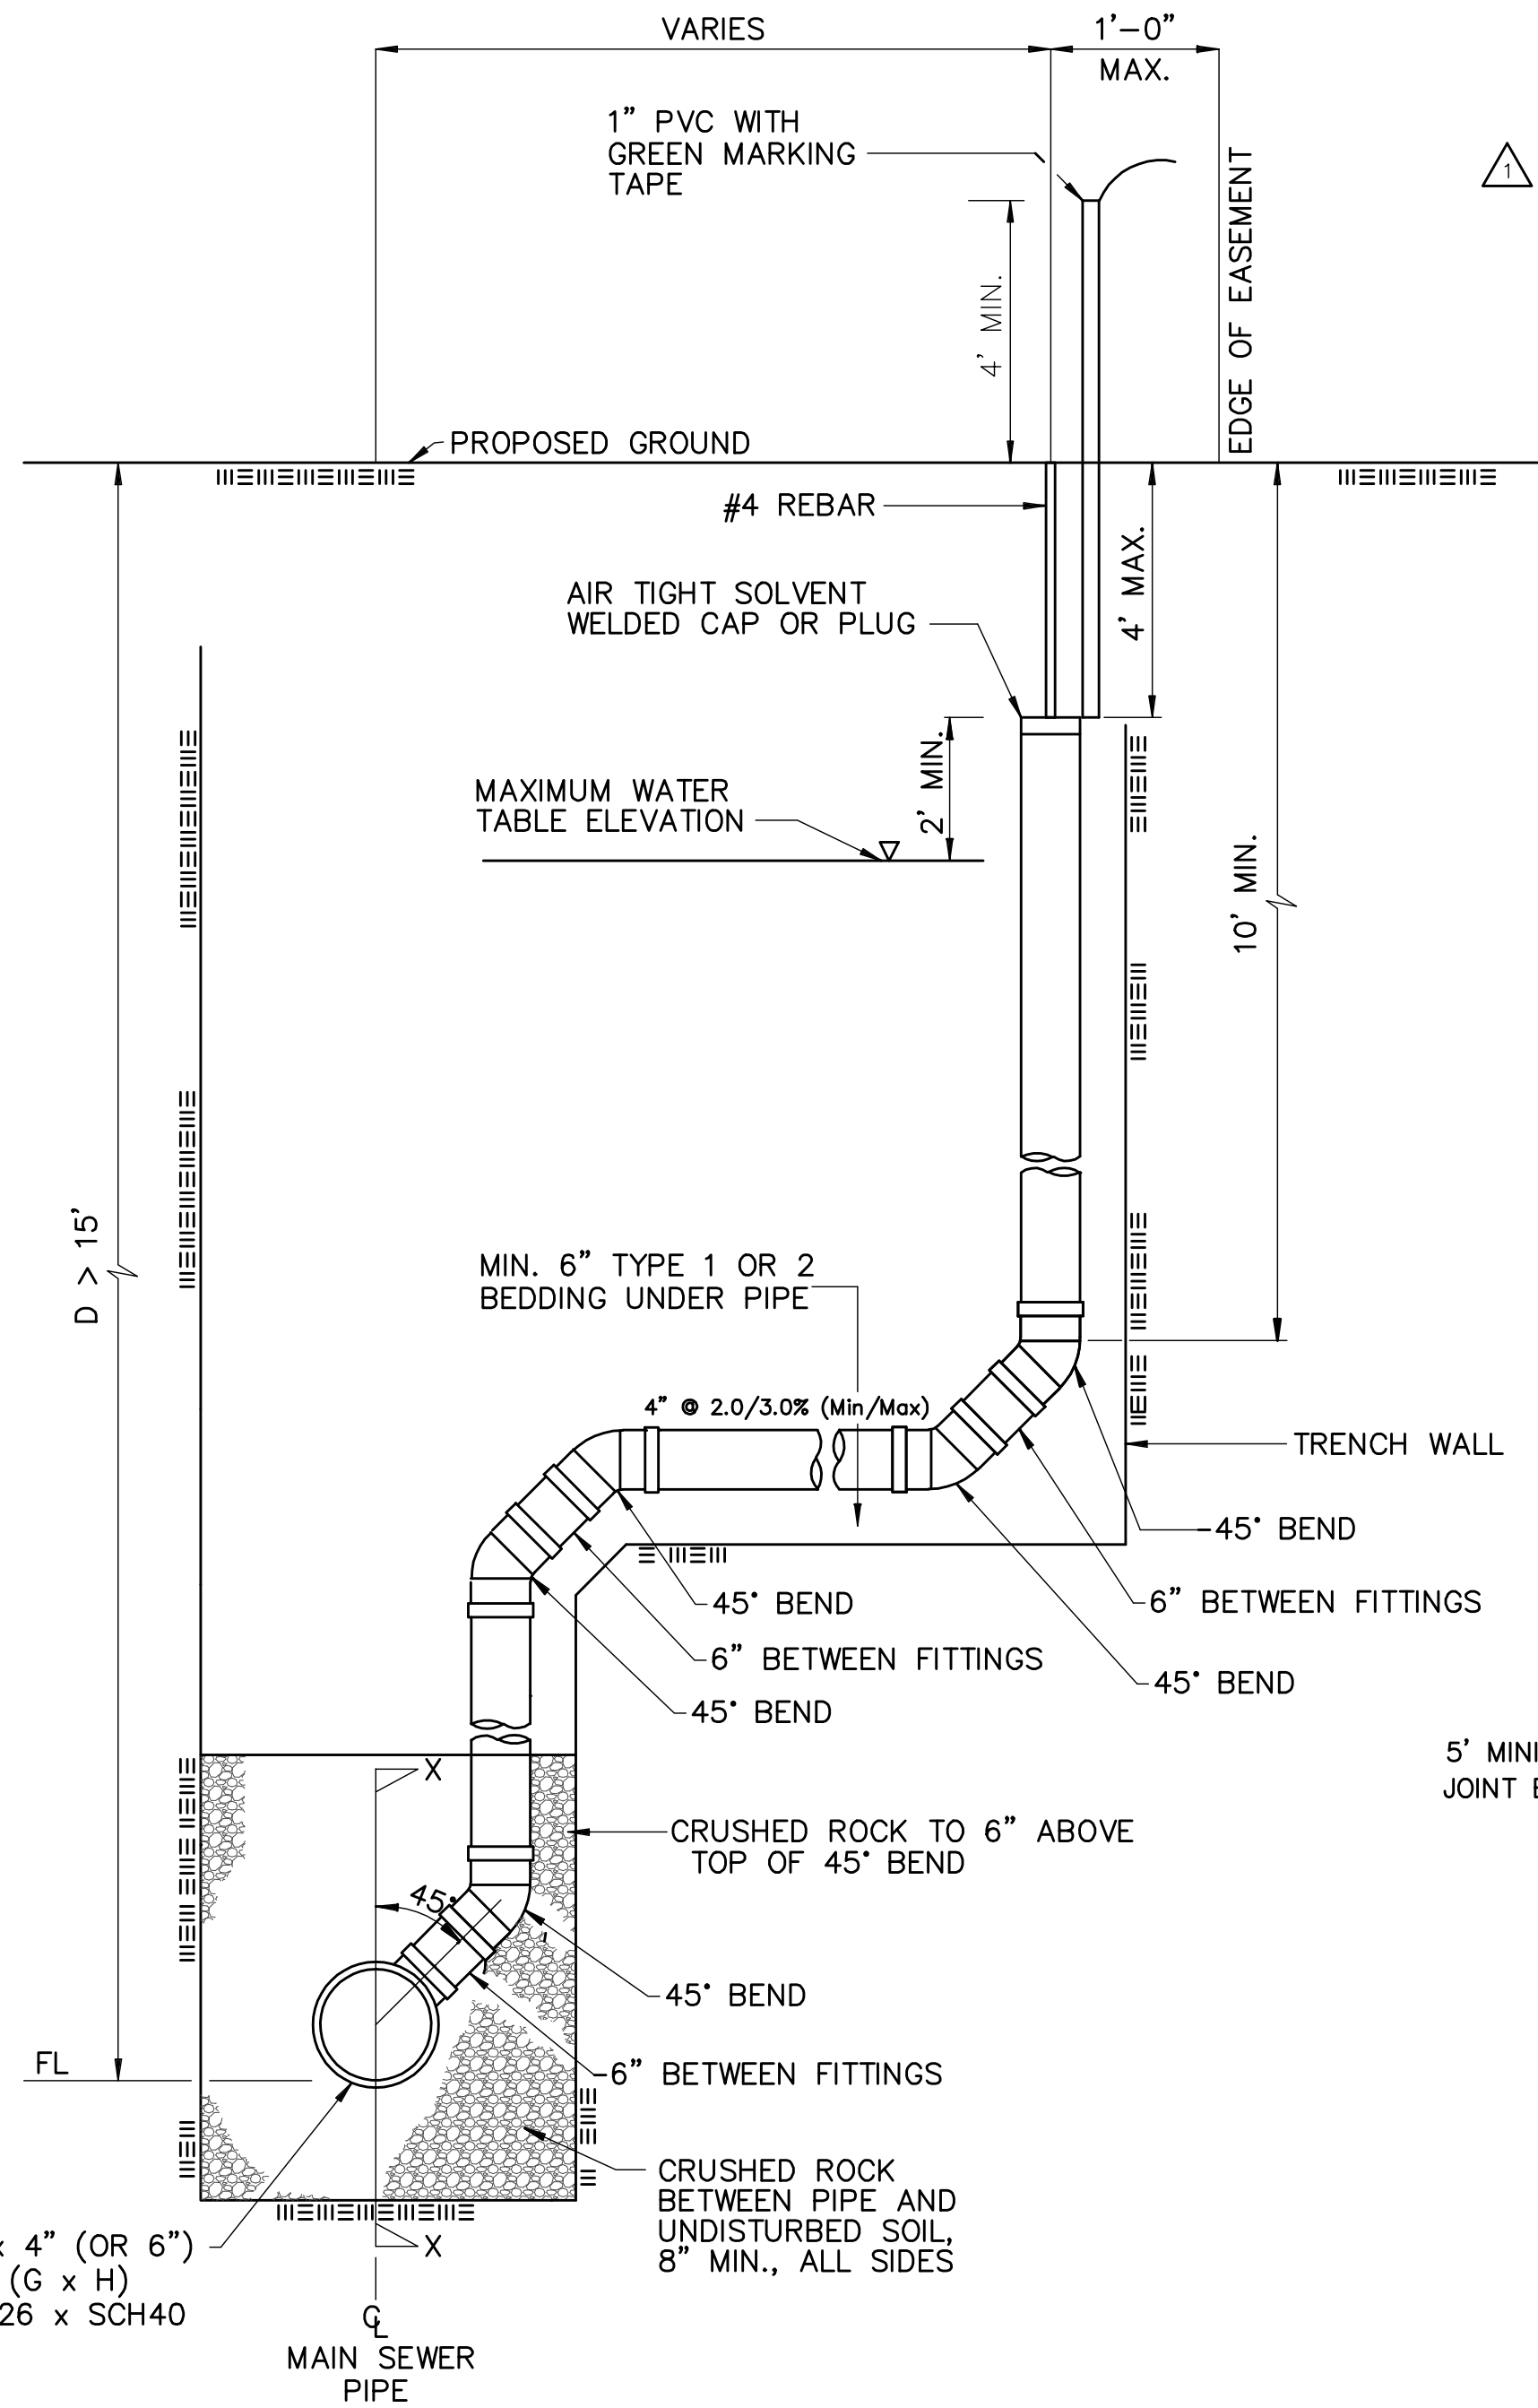 VARIES
1'-0"
MAX.
1" PVC WITH
GREEN MARKING
TAPE
1
EDGE OF EASEMENT
4' MIN.
PROPOSED GROUND
#4 REBAR
4' MAX.
AIR TIGHT SOLVENT
WELDED CAP OR PLUG
2' MIN.
MAXIMUM WATER
TABLE ELEVATION
10' MIN.
D > 15'
MIN. 6" TYPE 1 OR 2
BEDDING UNDER PIPE
4" @ 2.0/3.0% (Min/Max)
TRENCH WALL
45° BEND
45° BEND
6" BETWEEN FITTINGS
6" BETWEEN FITTINGS
45° BEND
45° BEND
5' MINI
JOINT
X
CRUSHED ROCK TO 6" ABOVE
TOP OF 45° BEND
45°
45° BEND
FL
6" BETWEEN FITTINGS
CRUSHED ROCK
BETWEEN PIPE AND
UNDISTURBED SOIL,
8" MIN., ALL SIDES
x 4" (OR 6")
(G x H)
26 x SCH40
X
CL
MAIN SEWER
PIPE